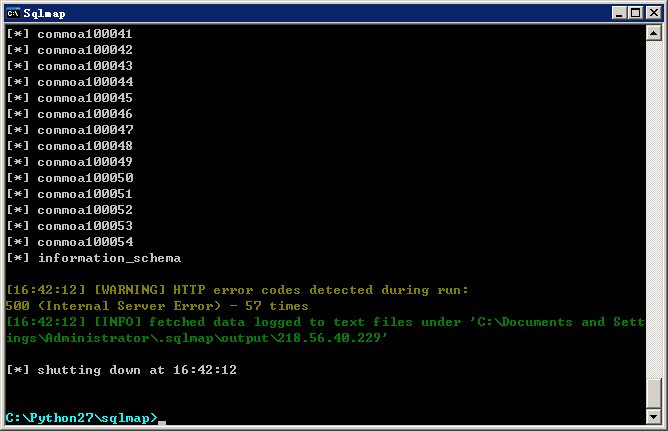 Sqlmap
[*] commoa100041
[*] commoa100042
[*] commoa100043
[*] commoa100044
[*] commoa100045
[*] commoa100046
[*] commoa100047
[*] commoa100048
[*] commoa100049
[*] commoa100050
[*] commoa100051
[*] commoa100052
[*] commoa100053
[*] commoa100054
[*] information_schema
[16:42:12] [WARNING] HTTP error codes detected during run:
500 (Internal Server Error) - 57 times
[16:42:12] [INFO] fetched data logged to text files under 'C:\Documents and Sett
ings\Administrator\.sqlmap\output\218.56.40.229'
[*] shutting down at 16:42:12
C:\Python27\sqlmap>_